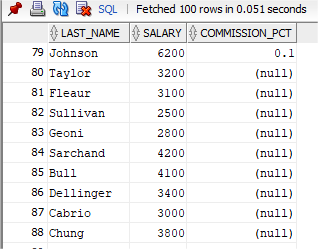 SQL | Fetched 100 rows in 0.051 seconds
LAST_NAME SALARY COMMISSION_PCT
79 Johnson 6200 0.1
80 Taylor 3200 (null)
81 Fleaur 3100 (null)
82 Sullivan 2500 (null)
83 Geoni 2800 (null)
84 Sarchand 4200 (null)
85 Bull 4100 (null)
86 Dellinger 3400 (null)
87 Cabrio 3000 (null)
88 Chung 3800 (null)